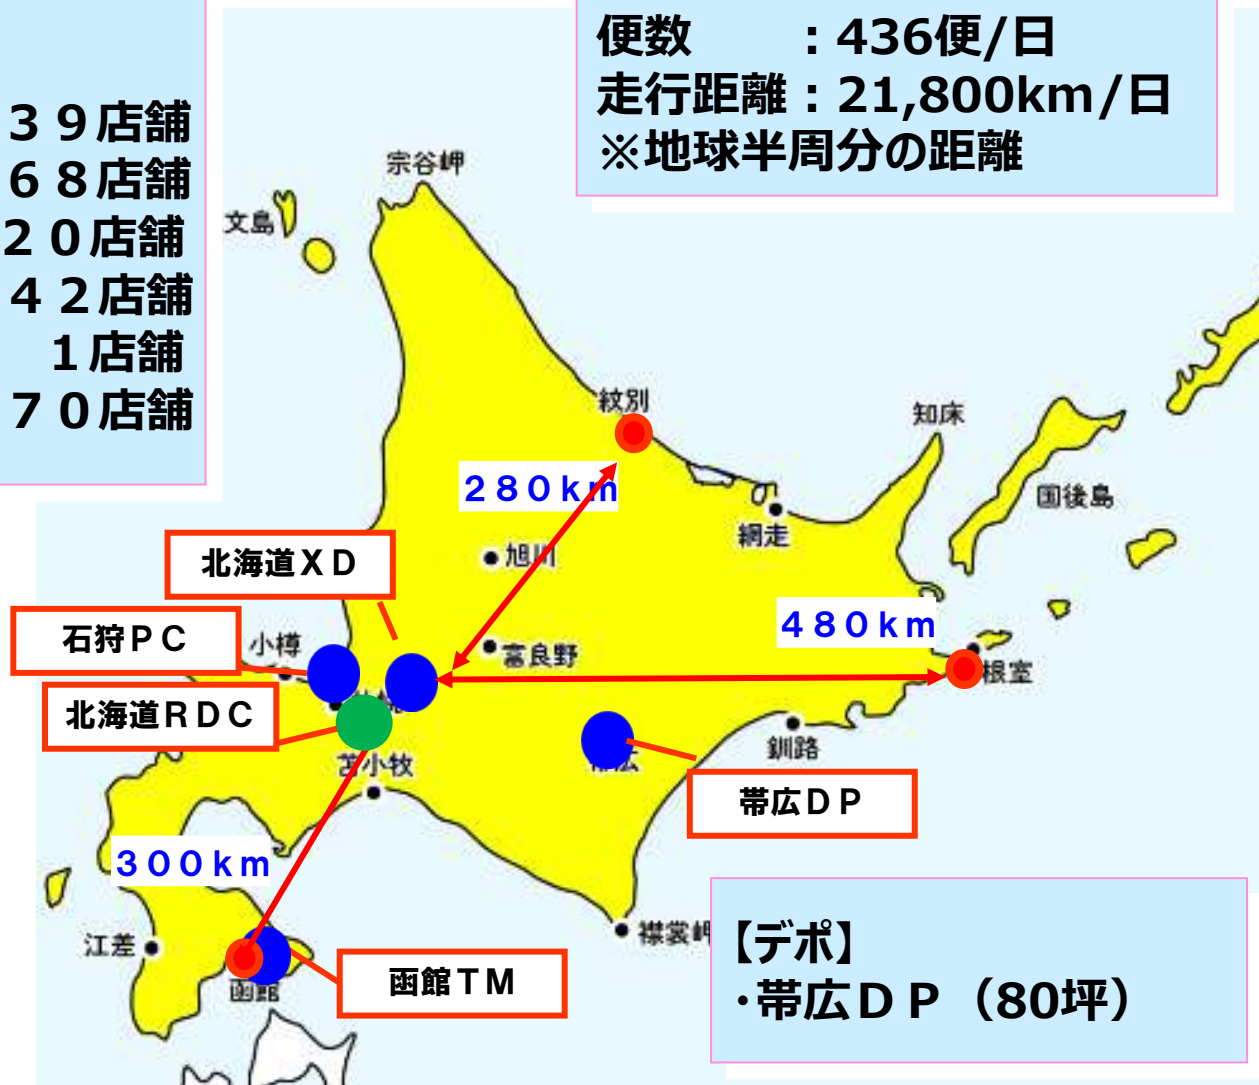 便数　　　：436便/日
走行距離：21,800km/日
※地球半周分の距離
３９店舗
６８店舗
２０店舗
４２店舗
１店舗
７０店舗
宗谷岬
文島
紋別
知床
２８０ｋｍ
国後島
網走
旭川
北海道ＸＤ
４８０ｋｍ
石狩ＰＣ
小樽
富良野
根室
北海道ＲＤＣ
釧路
苫小牧
帯広ＤＰ
３００ｋｍ
江差
襟裳岬
函館ＴＭ
函館
【デポ】
・帯広ＤＰ（80坪）